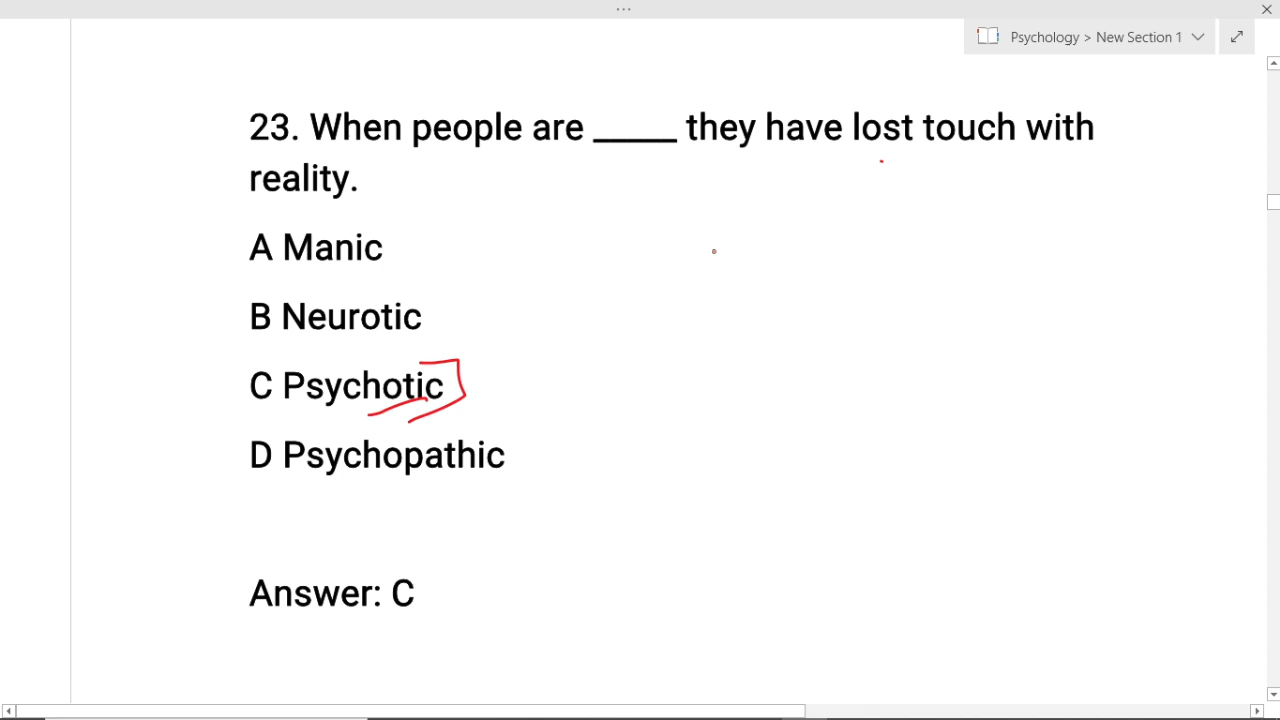 Psychology > New Section 1
23. When people are _____ they have lost touch with
reality.
A Manic
B Neurotic
C Psychotic
D Psychopathic
Answer: C